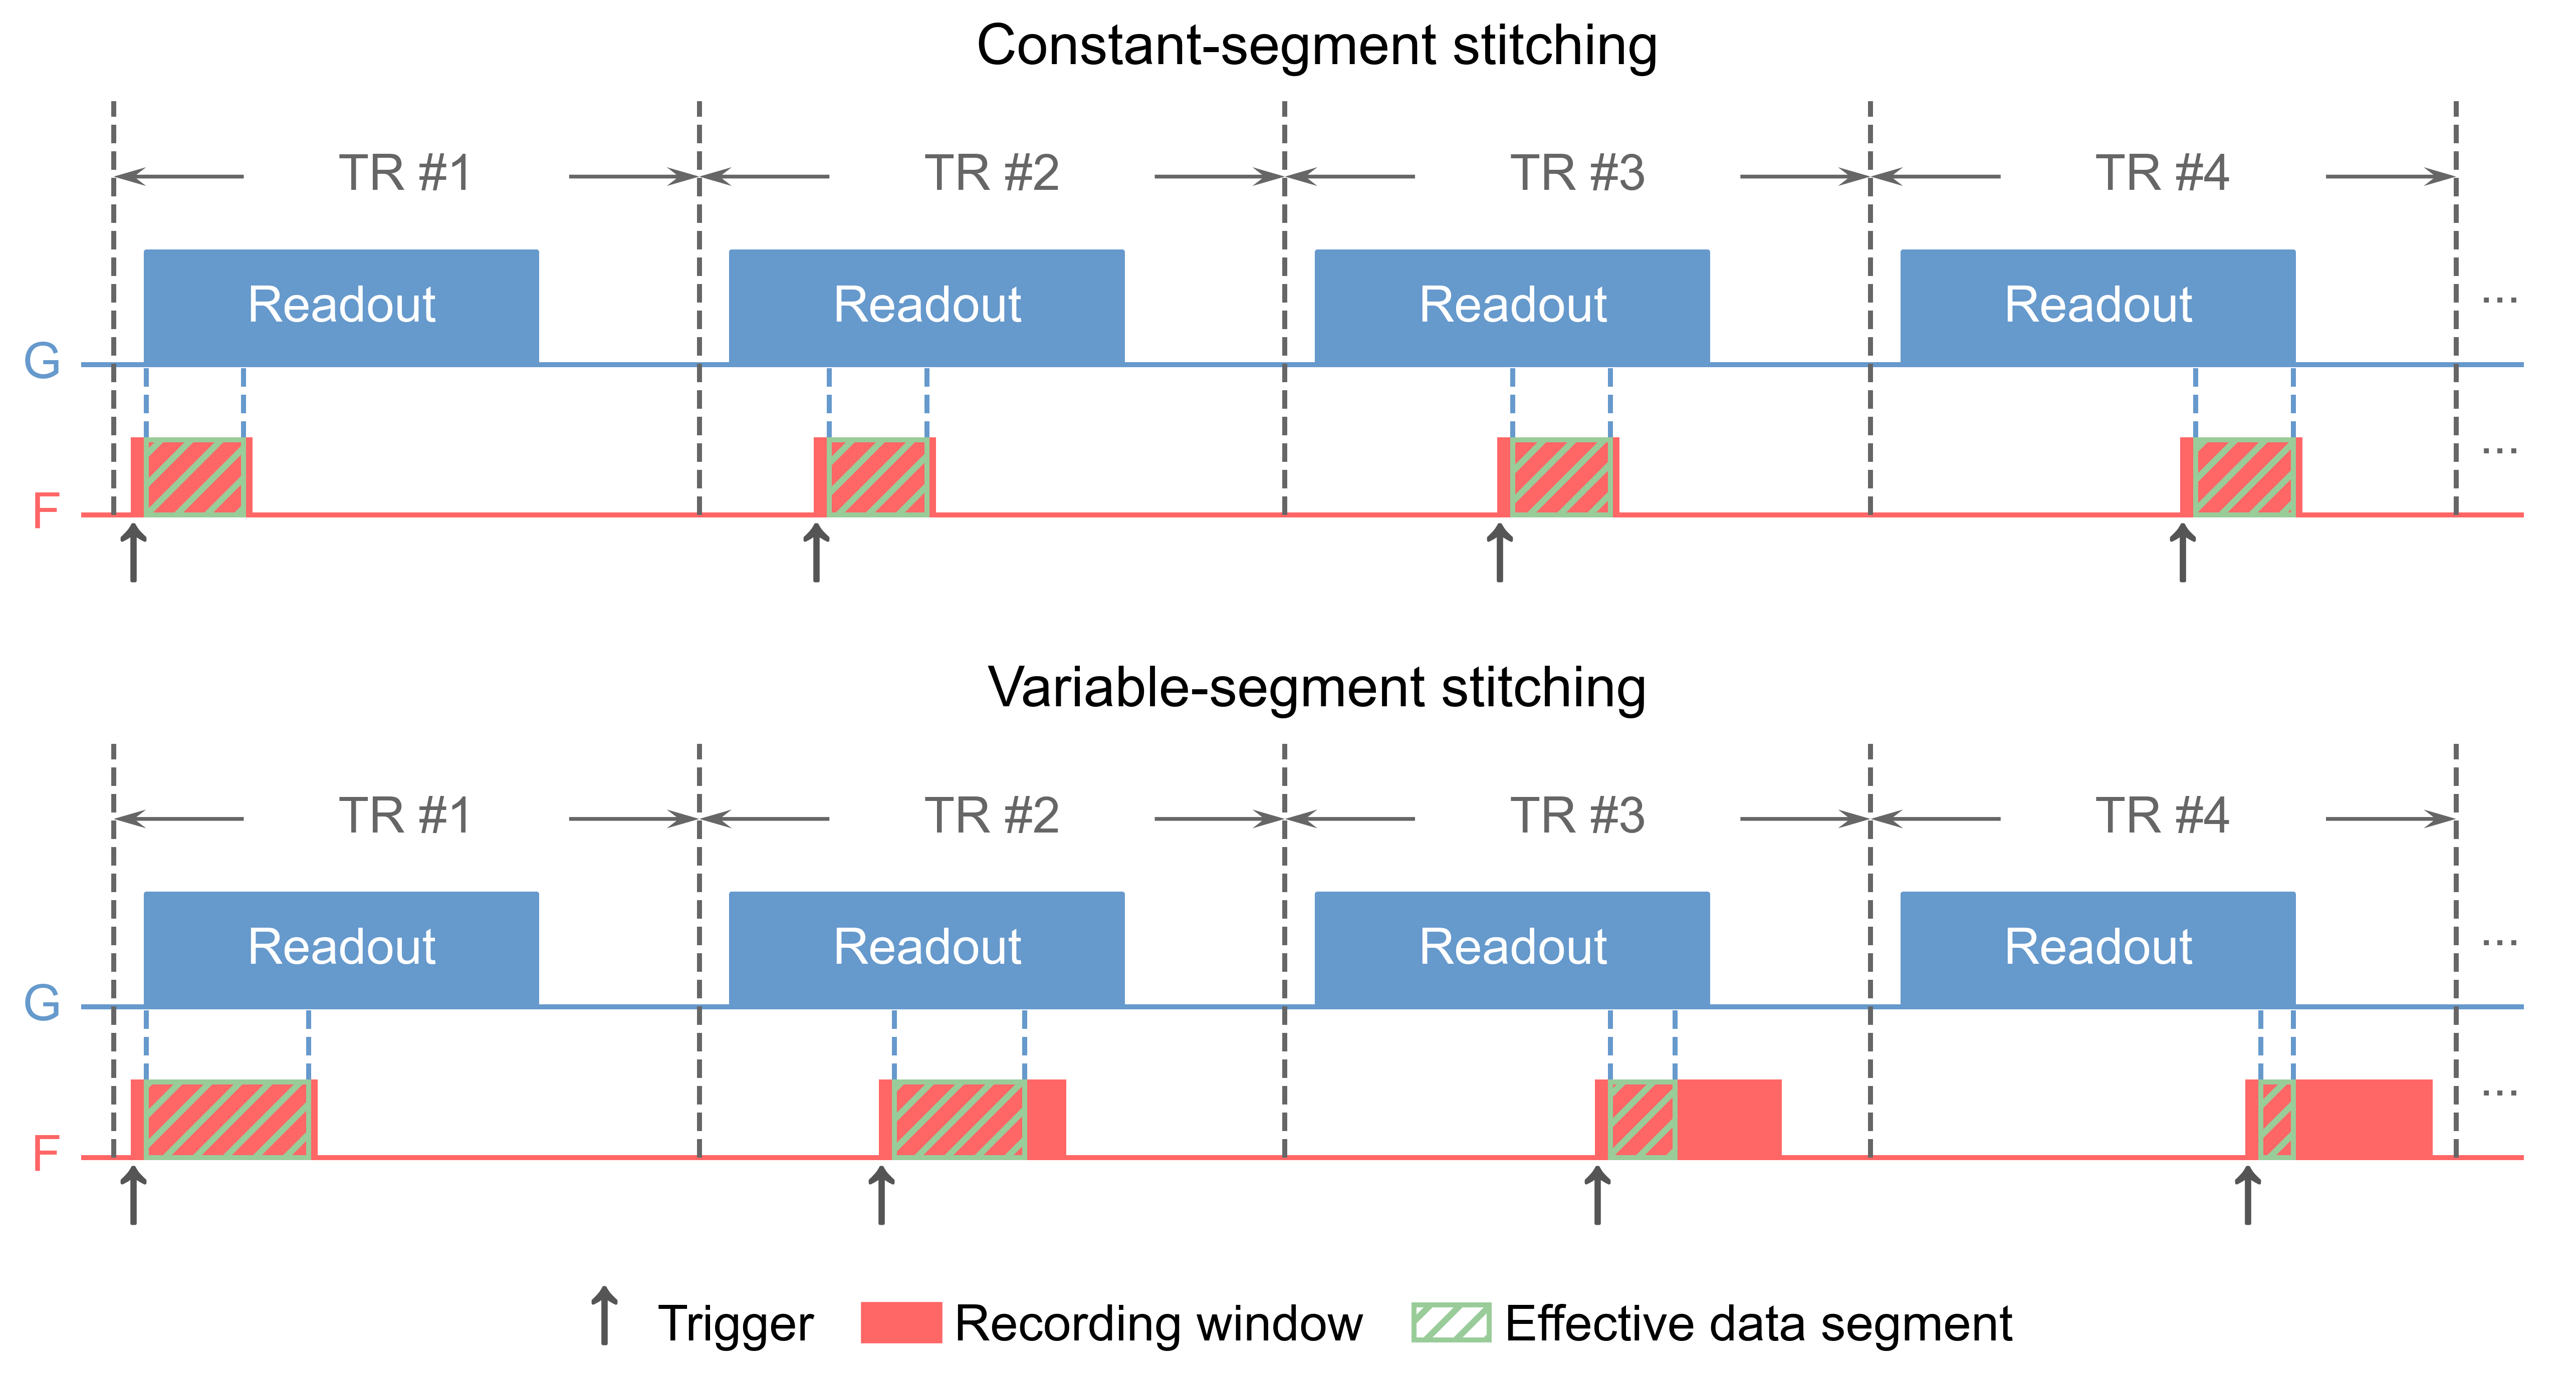 Constant-segment stitching
TR #1 TR #2 TR #3 TR #4
Readout Readout Readout Readout ...
G
...
F
Variable-segment stitching
TR #1 TR #2 TR #3 TR #4
Readout Readout Readout Readout ...
G
...
F
Trigger Recording window Effective data segment